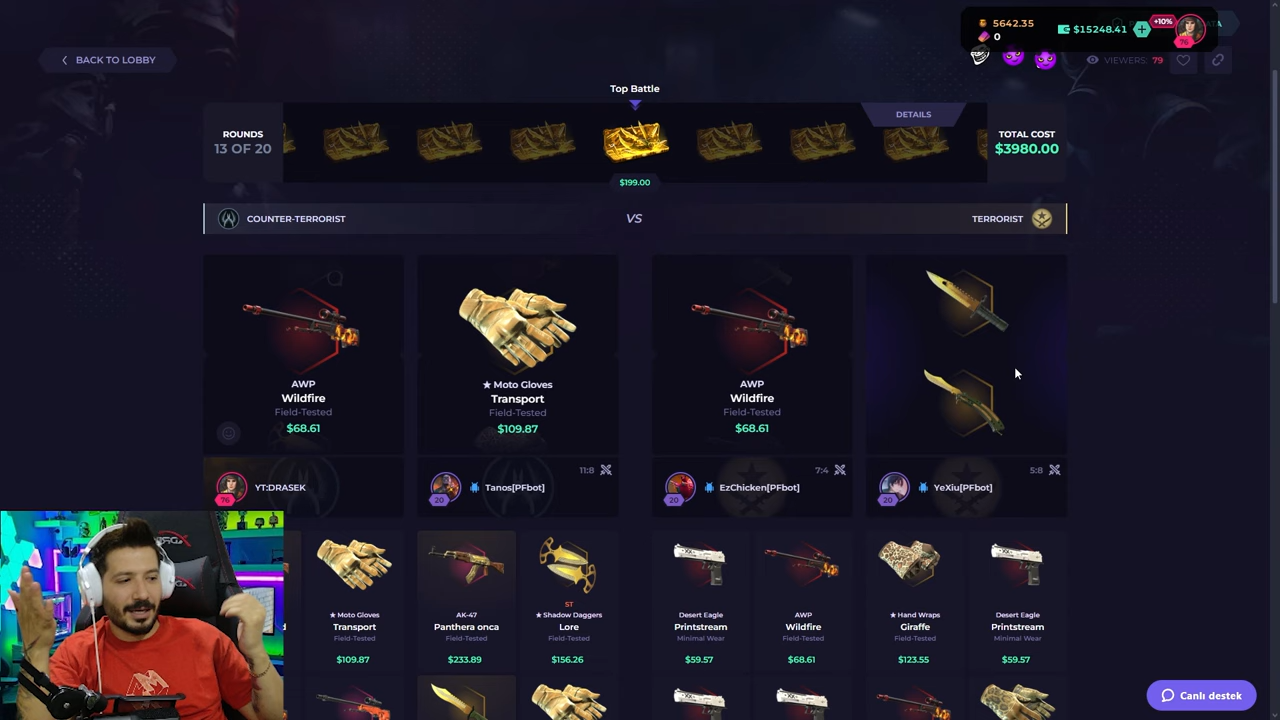 5642.35
0
$15248.41
+10%
76
BACK TO LOBBY
VIEWERS: 79
Top Battle
ROUNDS
13 OF 20
DETAILS
TOTAL COST
$3980.00
$199.00
COUNTER-TERRORIST
VS
TERRORIST
AWP
Wildfire
Field-Tested
$68.61
★ Moto Gloves
Transport
Field-Tested
$109.87
AWP
Wildfire
Field-Tested
$68.61
76
YT:DRASEK
11:8
20
Tanos[PFbot]
7:4
20
EzChicken[PFbot]
5:8
20
YeXiu[PFbot]
★ Moto Gloves
Transport
Field-Tested
$109.87
AK-47
Panthera onca
Field-Tested
$233.89
ST
★ Shadow Daggers
Lore
Field-Tested
$156.26
Desert Eagle
Printstream
Minimal Wear
$59.57
AWP
Wildfire
Field-Tested
$68.61
★ Hand Wraps
Giraffe
Field-Tested
$123.55
Desert Eagle
Printstream
Minimal Wear
$59.57
Canlı destek